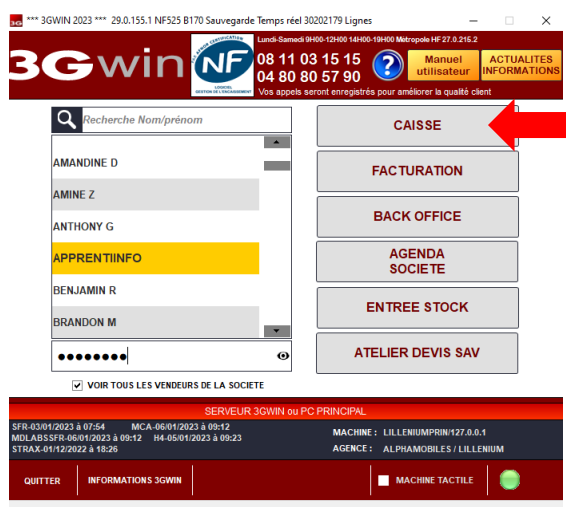 *** 3GWIN 2023 *** 29.0.155.1 NF525 B170 Sauvegarde Temps réel 30202179 Lignes
3Gwin
NF
LOGICIEL
GESTION DE L'ENCAISSEMENT
Lundi-Samedi 9H00-12H00 14H00-19H00 Métropole HF 27.0.215.2
08 11 03 15 15
04 80 80 57 90
Vos appels seront enregistrés pour améliorer la qualité client
?
Manuel
utilisateur
ACTUALITES
INFORMATIONS
Recherche Nom/prénom
AMANDINE D
AMINE Z
ANTHONY G
APPRENTIINFO
BENJAMIN R
BRANDON M
VOIR TOUS LES VENDEURS DE LA SOCIETE
CAISSE
FACTURATION
BACK OFFICE
AGENDA
SOCIETE
ENTREE STOCK
ATELIER DEVIS SAV
SERVEUR 3GWIN ou PC PRINCIPAL
SFR-03/01/2023 à 07:54 MCA-06/01/2023 à 09:12
MDLABSSFR-06/01/2023 à 09:12 H4-05/01/2023 à 09:23
STRAX-01/12/2022 à 18:26
MACHINE : LILLENIUMPRIN/127.0.0.1
AGENCE : ALPHAMOBILES / LILLENIUM
QUITTER
INFORMATIONS 3GWIN
MACHINE TACTILE